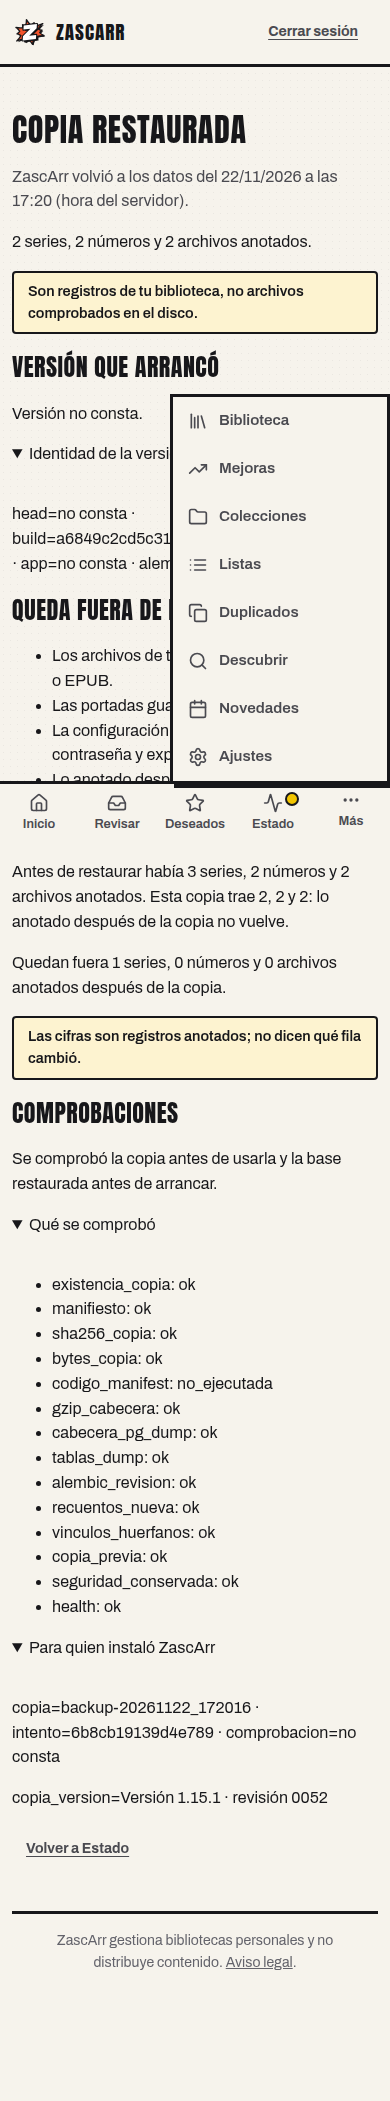 ZASCARR
Cerrar sesión
COPIA RESTAURADA
ZascArr volvió a los datos del 22/11/2026 a las
17:20 (hora del servidor).
2 series, 2 números y 2 archivos anotados.
Son registros de tu biblioteca, no archivos
comprobados en el disco.
VERSIÓN QUE ARRANCÓ
Versión no consta.
▼ Identidad de la versi
head=no consta ·
build=a6849c2cd5c31
· app=no consta · alem
QUEDA FUERA DE
• Los archivos de t
o EPUB.
• Las portadas gua
• La configuración
contraseña y exp
• Lo anotado desp
Biblioteca
Mejoras
Colecciones
Listas
Duplicados
Descubrir
Novedades
Ajustes
Inicio
Revisar
Deseados
Estado
Más
Antes de restaurar había 3 series, 2 números y 2
archivos anotados. Esta copia trae 2, 2 y 2: lo
anotado después de la copia no vuelve.
Quedan fuera 1 series, 0 números y 0 archivos
anotados después de la copia.
Las cifras son registros anotados; no dicen qué fila
cambió.
COMPROBACIONES
Se comprobó la copia antes de usarla y la base
restaurada antes de arrancar.
▼ Qué se comprobó
• existencia_copia: ok
• manifiesto: ok
• sha256_copia: ok
• bytes_copia: ok
• codigo_manifest: no_ejecutada
• gzip_cabecera: ok
• cabecera_pg_dump: ok
• tablas_dump: ok
• alembic_revision: ok
• recuentos_nueva: ok
• vinculos_huerfanos: ok
• copia_previa: ok
• seguridad_conservada: ok
• health: ok
▼ Para quien instaló ZascArr
copia=backup-20261122_172016 ·
intento=6b8cb19139d4e789 · comprobacion=no
consta
copia_version=Versión 1.15.1 · revisión 0052
Volver a Estado
ZascArr gestiona bibliotecas personales y no
distribuye contenido. Aviso legal.